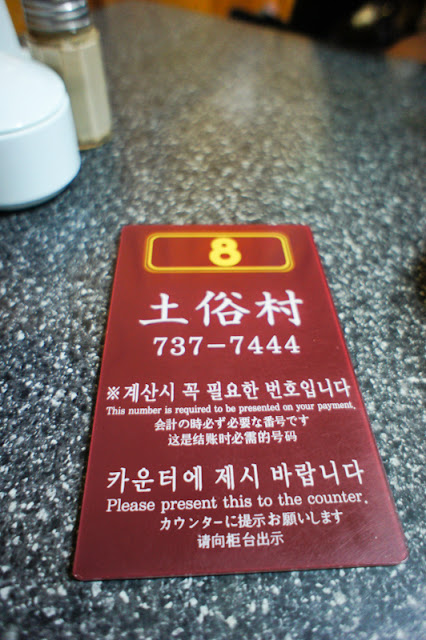 8
土俗村
737-7444
※계산시 꼭 필요한 번호입니다
This number is required to be presented on your payment.
会計の時必ず必要な番号です
这是结账时必需的号码
카운터에 제시 바랍니다
Please present this to the counter.
カウンターに提示お願いします
请向柜台出示